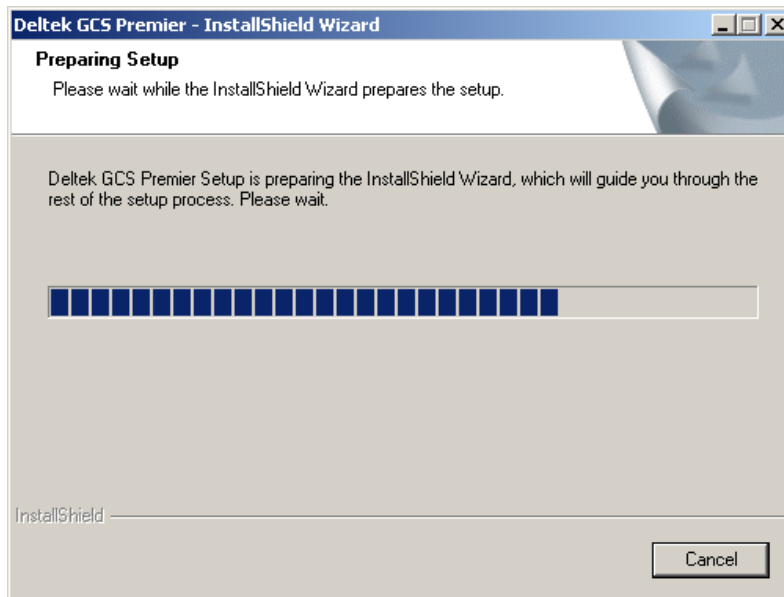 Deltek GCS Premier - InstallShield Wizard
Preparing Setup
Please wait while the InstallShield Wizard prepares the setup.
Deltek GCS Premier Setup is preparing the InstallShield Wizard, which will guide you through the
rest of the setup process. Please wait.
InstallShield
Cancel